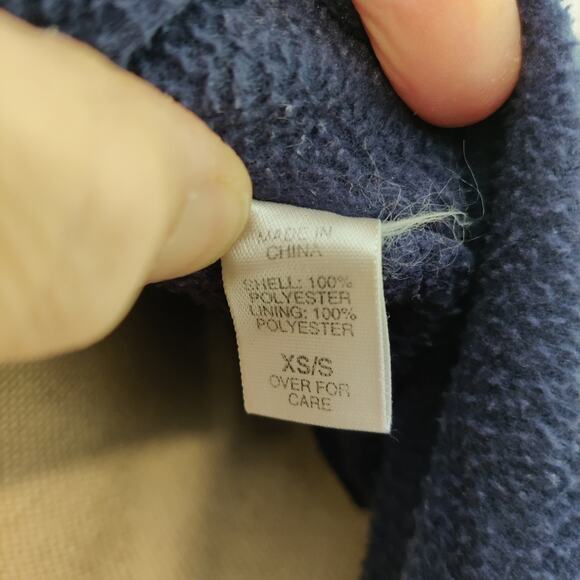 MADE IN
CHINA
SHELL: 100%
POLYESTER
LINING: 100%
POLYESTER
XS/S
OVER FOR
CARE